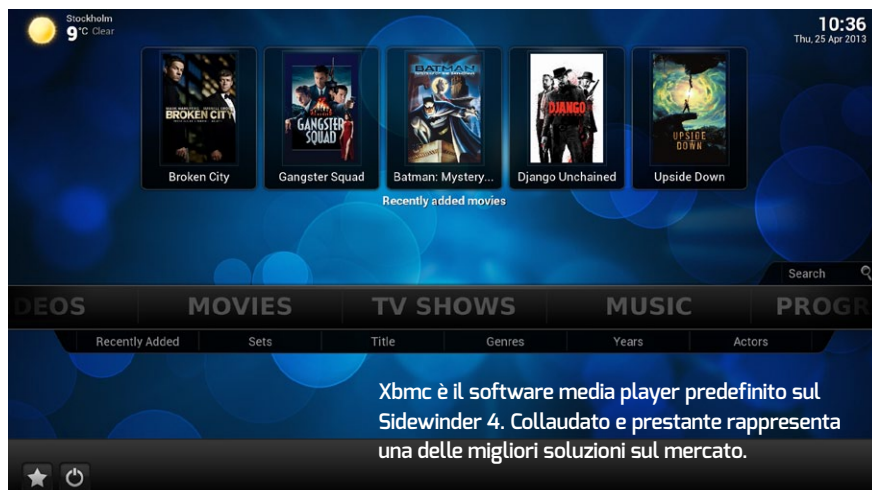 Stockholm
9°C Clear
10:36
Thu, 25 Apr 2013
BROKEN CITY
GANGSTER
SQUAD
BATMAN
DJANGO
UPSIDE
DOWN
Broken City
Gangster Squad
Batman: Mystery...
Django Unchained
Upside Down
Recently added movies
Search
DEOS MOVIES TV SHOWS MUSIC PROGR
Recently Added Sets Title Genres Years Actors
Xbmc è il software media player predefinito sul
Sidewinder 4. Collaudato e prestante rappresenta
una delle migliori soluzioni sul mercato.